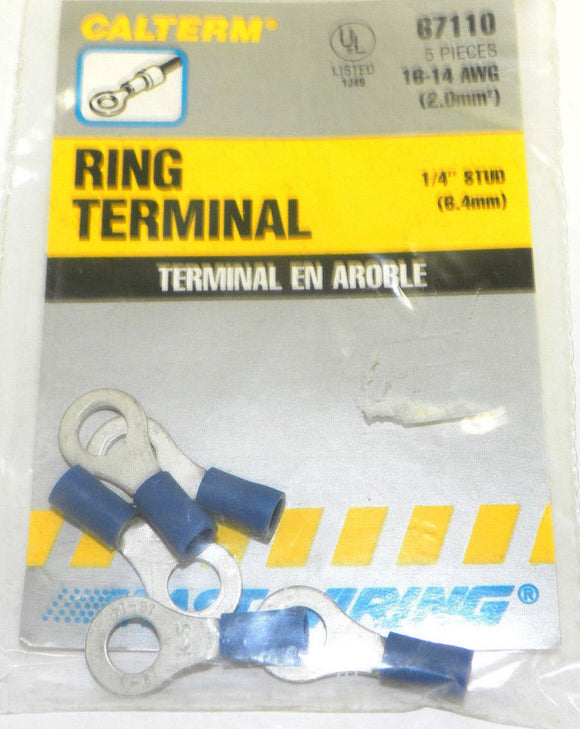 CALTERM®
UL
LISTED
67110
5 PIECES
16-14 AWG
(2.0mm²)
RING
TERMINAL
1/4" STUD
(6.4mm)
TERMINAL EN AROBLE
K·S